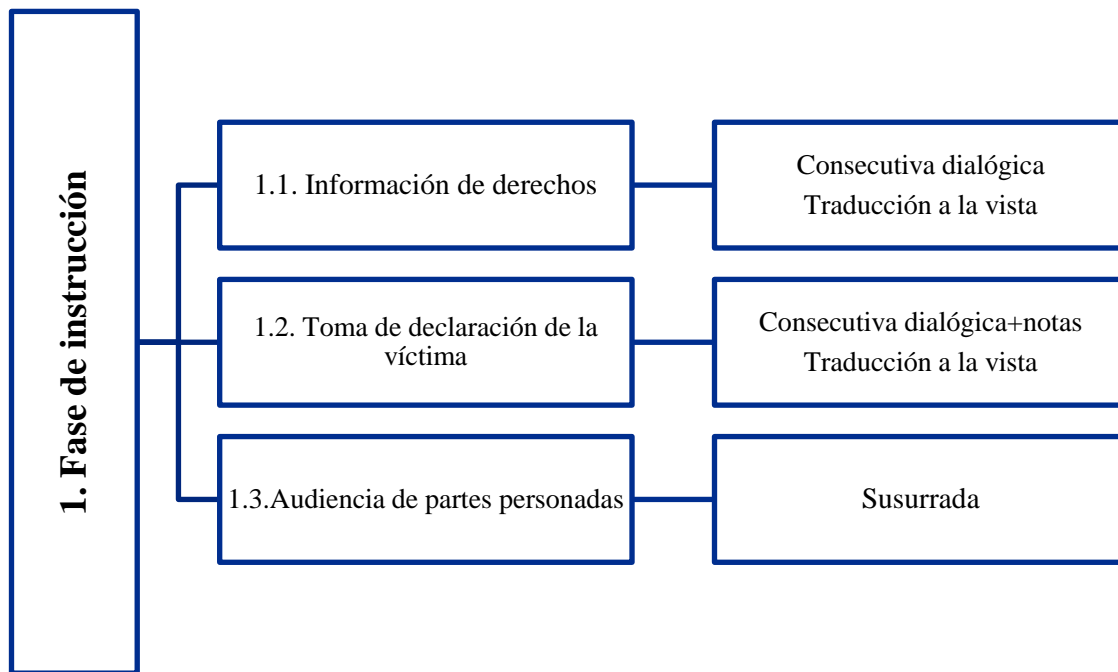 1. Fase de instrucción
1.1. Información de derechos
Consecutiva dialógica
Traducción a la vista
1.2. Toma de declaración de la
víctima
Consecutiva dialógica+notas
Traducción a la vista
1.3.Audiencia de partes personadas
Susurrada